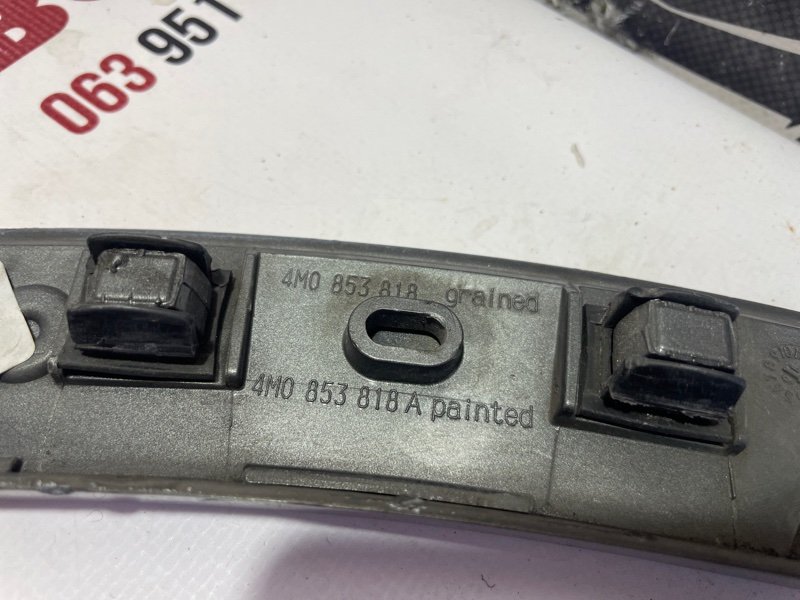 063 951
4M0 853 818 _ grained
4M0 853 818 A painted